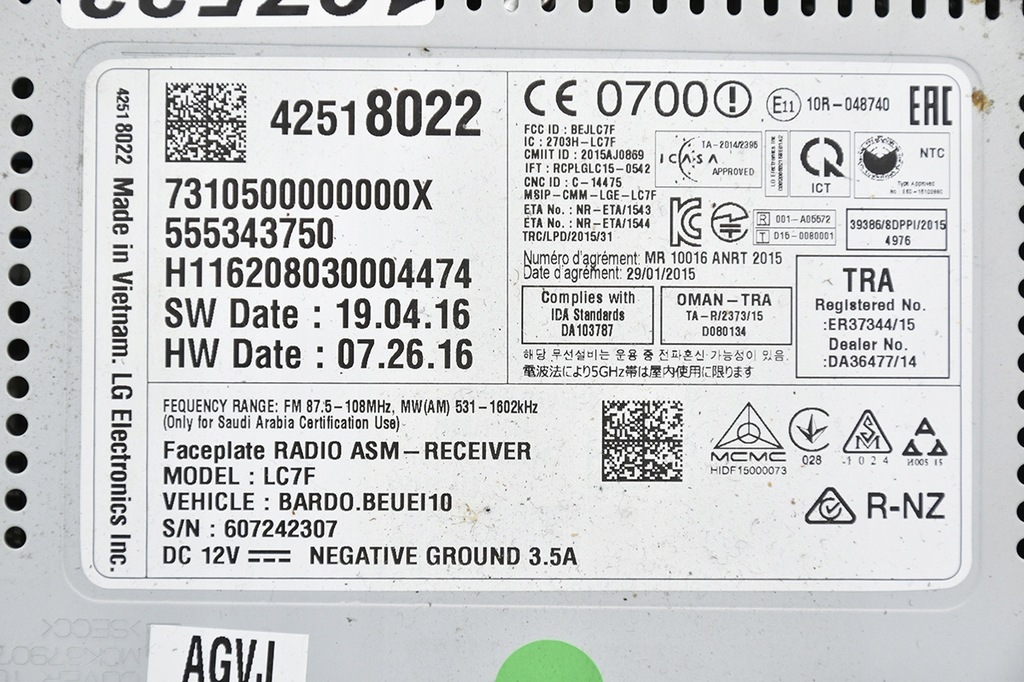 42518022 Made in Vietnam. LG Electronics Inc.
42518022
7310500000000X
555343750
H116208030004474
SW Date : 19.04.16
HW Date : 07.26.16
CE 0700
E11 10R-048740
EAC
FCC ID : BEJLC7F
IC : 2703H-LC7F
CMIIT ID : 2015AJ0869
IFT : RCPLGLC15-0542
CNC ID : C-14475
MSIP-CMM-LGE-LC7F
ETA No. : NR-ETA/1543
ETA No. : NR-ETA/1544
TRC/LPD/2015/31
ICASA
TA-2014/2395
APPROVED
ICT
NTC
Type Approved
R 001-A05572
T D15-0080001
39386/SDPPI/2015
4976
Numéro d'agrément: MR 10016 ANRT 2015
Date d'agrément: 29/01/2015
Complies with
IDA Standards
DA103787
OMAN-TRA
TA-R/2373/15
D080134
TRA
Registered No.
:ER37344/15
Dealer No.
:DA36477/14
해당 무선설비는 운용 중 전파혼신 가능성이 있음.
電波法により5GHz帯は屋内使用に限ります
FEQUENCY RANGE: FM 87.5-108MHz, MW(AM) 531-1602kHz
(Only for Saudi Arabia Certification Use)
Faceplate RADIO ASM-RECEIVER
MODEL : LC7F
VEHICLE : BARDO.BEUEI10
S/N : 607242307
DC 12V NEGATIVE GROUND 3.5A
MCMC
HIDF15000073
028
-1024
R-NZ
>SECC<
AGVJ